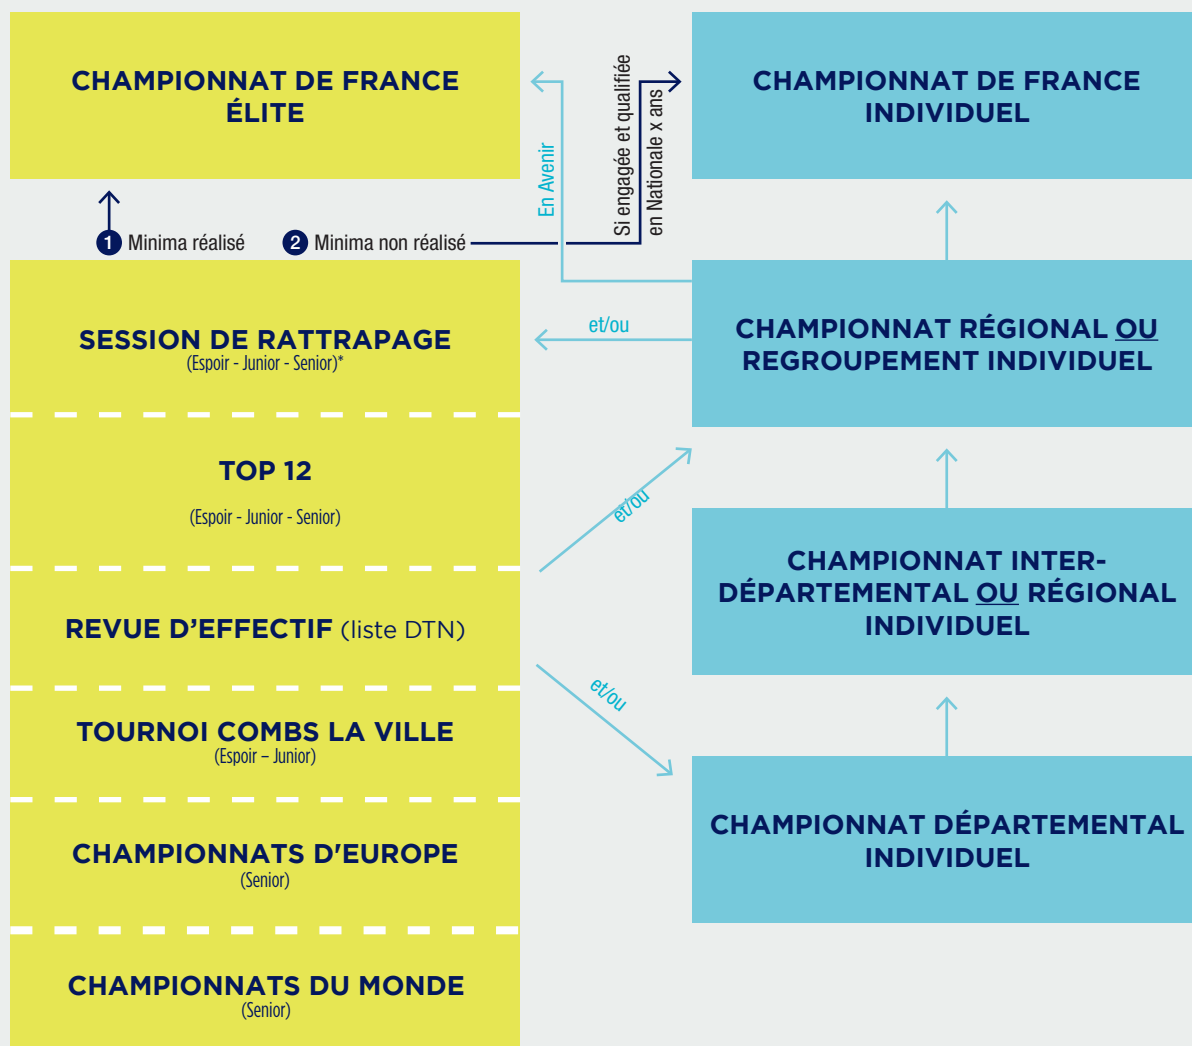 CHAMPIONNAT DE FRANCE
ÉLITE
En Avenir
Si engagée et qualifiée
en Nationale x ans
CHAMPIONNAT DE FRANCE
INDIVIDUEL
1 Minima réalisé
2 Minima non réalisé
SESSION DE RATTRAPAGE
(Espoir - Junior - Senior)*
et/ou
CHAMPIONNAT RÉGIONAL OU
REGROUPEMENT INDIVIDUEL
TOP 12
(Espoir - Junior - Senior)
et/ou
REVUE D’EFFECTIF (liste DTN)
CHAMPIONNAT INTER-
DÉPARTEMENTAL OU RÉGIONAL
INDIVIDUEL
et/ou
TOURNOI COMBS LA VILLE
(Espoir – Junior)
CHAMPIONNATS D'EUROPE
(Senior)
CHAMPIONNAT DÉPARTEMENTAL
INDIVIDUEL
CHAMPIONNATS DU MONDE
(Senior)